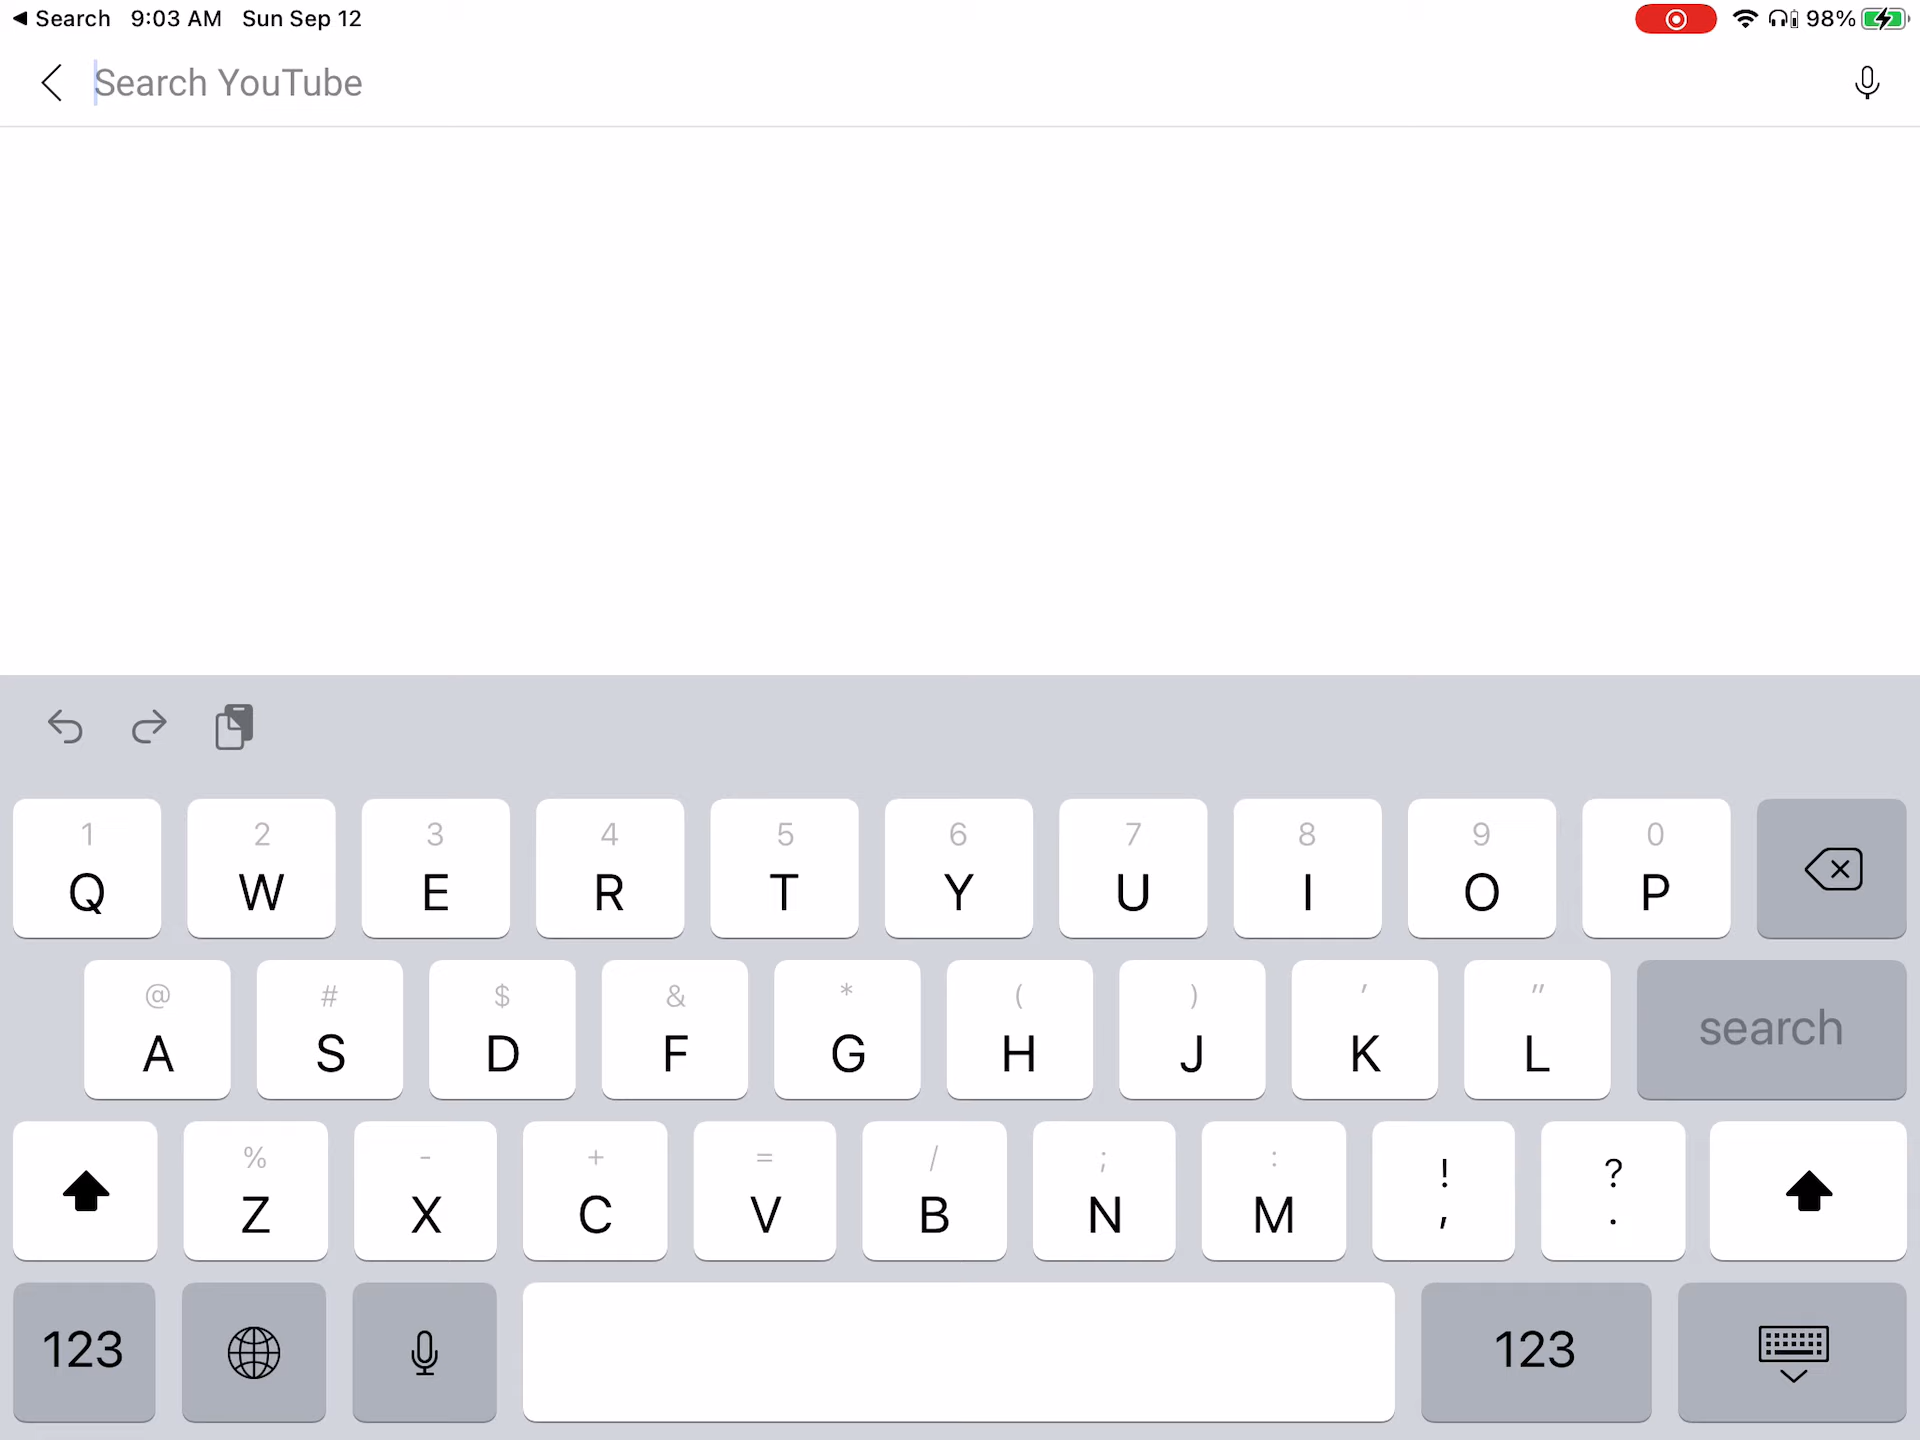 Search 9:03 AM Sun Sep 12 98%
Search YouTube
1 2 3 4 5 6 7 8 9 0
Q W E R T Y U I O P
@ # $ & * ( ) ' "
A S D F G H J K L search
% - + = / ; : ! ?
Z X C V B N M , .
123 123